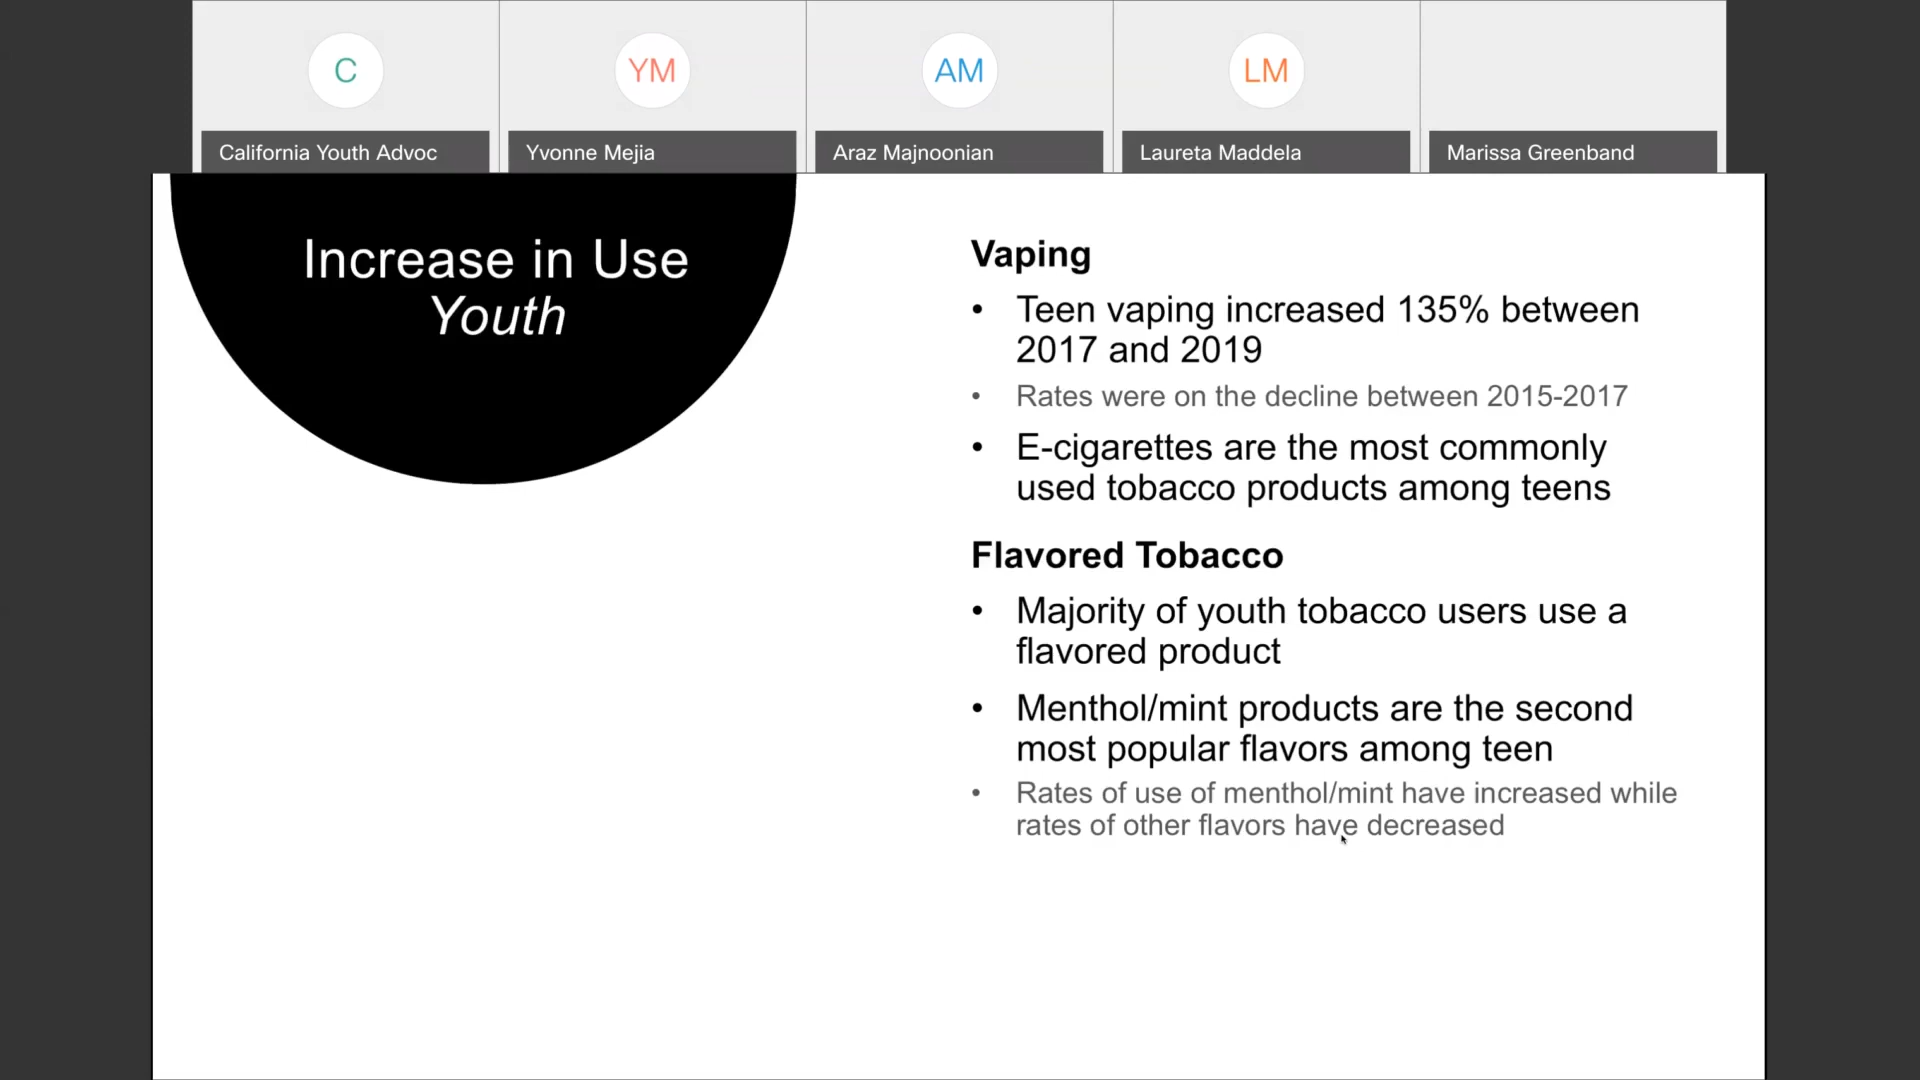 C
YM
AM
LM
California Youth Advoc
Yvonne Mejia
Araz Majnoonian
Laureta Maddela
Marissa Greenband
Increase in Use
Youth
Vaping
• Teen vaping increased 135% between
2017 and 2019
• Rates were on the decline between 2015-2017
• E-cigarettes are the most commonly
used tobacco products among teens
Flavored Tobacco
• Majority of youth tobacco users use a
flavored product
• Menthol/mint products are the second
most popular flavors among teen
• Rates of use of menthol/mint have increased while
rates of other flavors have decreased